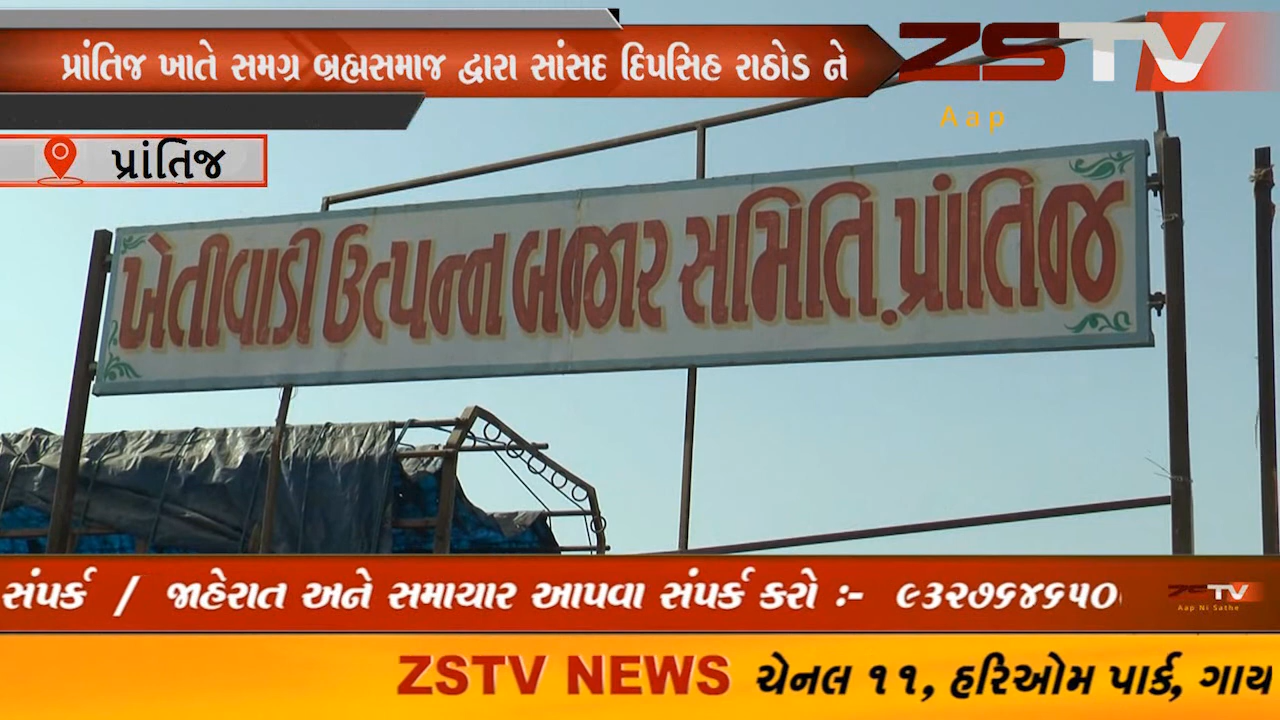 પ્રાંતિજ ખાતે સમગ્ર બ્રહ્મસમાજ દ્વારા સાંસદ દિપસિહ રાઠોડ ને
ZSTV
Aap
પ્રાંતિજ
ખેતીવાડી ઉત્પન્ન બજાર સમિતિ. પ્રાંતિજ
સંપર્ક / જાહેરાત અને સમાચાર આપવા સંપર્ક કરો :- ૯૩૨૭૬૪૬૫૦
ZSTV
Aap Ni Sathe
ZSTV NEWS ચેનલ ૧૧, હરિઓમ પાર્ક, ગાય